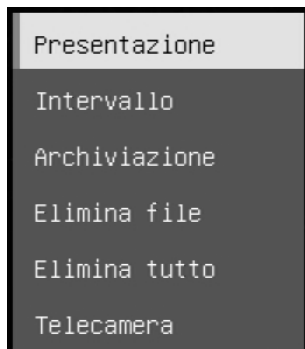 Presentazione
Intervallo
Archiviazione
Elimina file
Elimina tutto
Telecamera